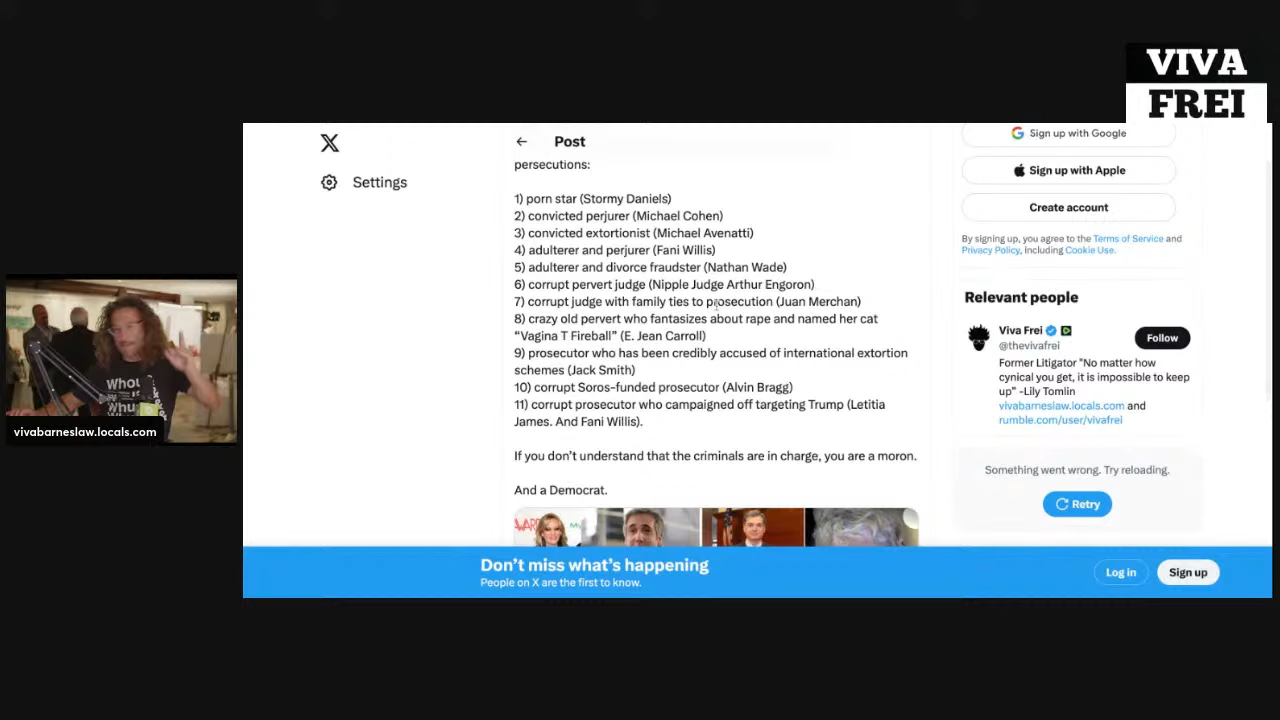 VIVA
FREI
Post
Settings
persecutions:
1) porn star (Stormy Daniels)
2) convicted perjurer (Michael Cohen)
3) convicted extortionist (Michael Avenatti)
4) adulterer and perjurer (Fani Willis)
5) adulterer and divorce fraudster (Nathan Wade)
6) corrupt pervert judge (Nipple Judge Arthur Engoron)
7) corrupt judge with family ties to prosecution (Juan Merchan)
8) crazy old pervert who fantasizes about rape and named her cat
“Vagina T Fireball” (E. Jean Carroll)
9) prosecutor who has been credibly accused of international extortion
schemes (Jack Smith)
10) corrupt Soros-funded prosecutor (Alvin Bragg)
11) corrupt prosecutor who campaigned off targeting Trump (Letitia
James. And Fani Willis).
If you don’t understand that the criminals are in charge, you are a moron.
And a Democrat.
Sign up with Google
Sign up with Apple
Create account
By signing up, you agree to the Terms of Service and
Privacy Policy, including Cookie Use.
Relevant people
Viva Frei
@thevivafrei
Follow
Former Litigator "No matter how
cynical you get, it is impossible to keep
up" -Lily Tomlin
vivabarneslaw.locals.com and
rumble.com/user/vivafrei
Something went wrong. Try reloading.
Retry
vivabarneslaw.locals.com
Don’t miss what’s happening
People on X are the first to know.
Log in
Sign up